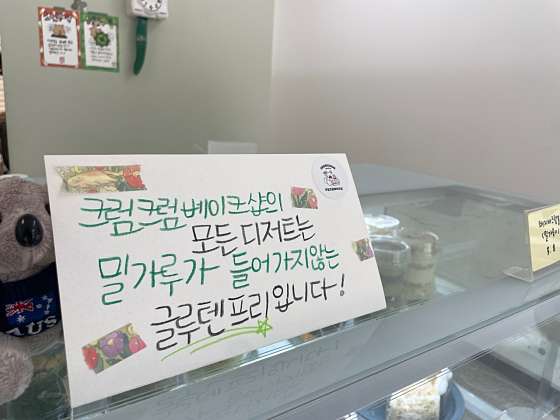 크럼크럼베이크샵의
모든 디저트는
밀가루가 들어가지않는
글루텐프리입니다!
AUS